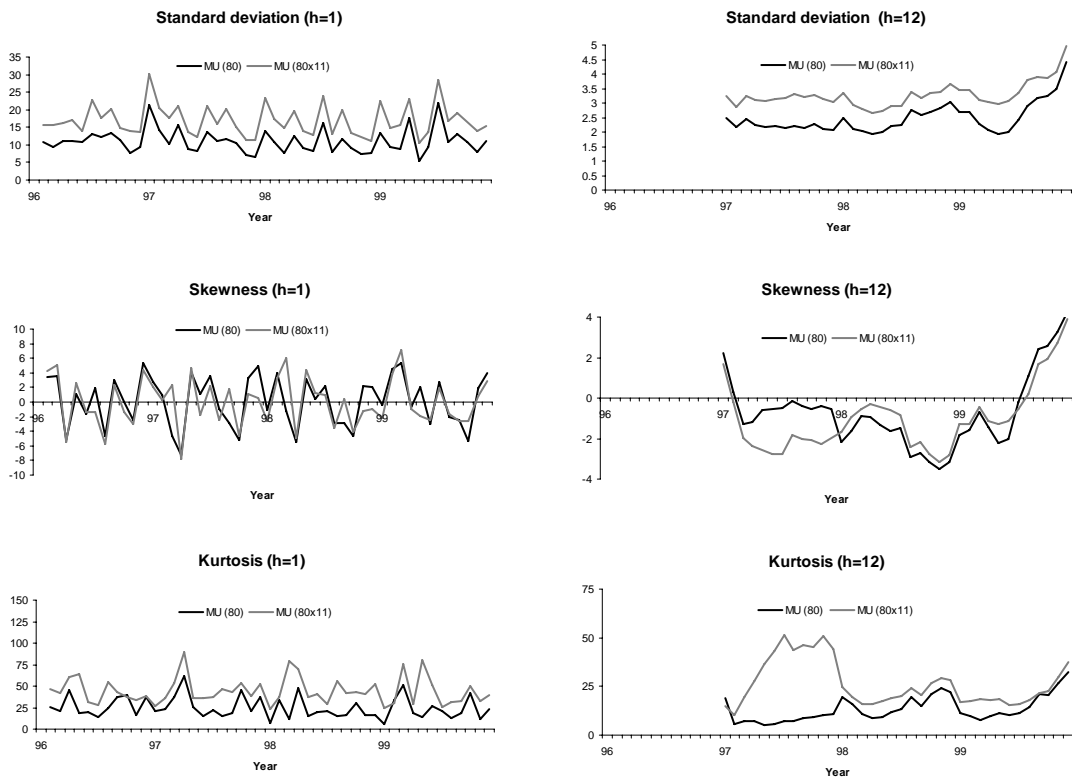 Standard deviation (h=1)
MU (80) MU (80x11)
35
30
25
20
15
10
5
0
96 97 98 99
Year
Standard deviation (h=12)
MU (80) MU (80x11)
5
4.5
4
3.5
3
2.5
2
1.5
1
0.5
0
96 97 98 99
Year
Skewness (h=1)
MU (80) MU (80x11)
10
8
6
4
2
0
-2
-4
-6
-8
-10
96 97 98 99
Year
Skewness (h=12)
MU (80) MU (80x11)
4
2
0
-2
-4
96 97 98 99
Year
Kurtosis (h=1)
MU (80) MU (80x11)
150
125
100
75
50
25
0
96 97 98 99
Year
Kurtosis (h=12)
MU (80) MU (80x11)
75
50
25
0
96 97 98 99
Year